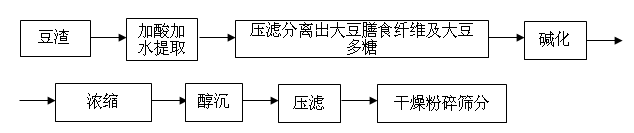 豆渣
加酸加
水提取
压滤分离出大豆膳食纤维及大豆
多糖
碱化
浓缩
醇沉
压滤
干燥粉碎筛分